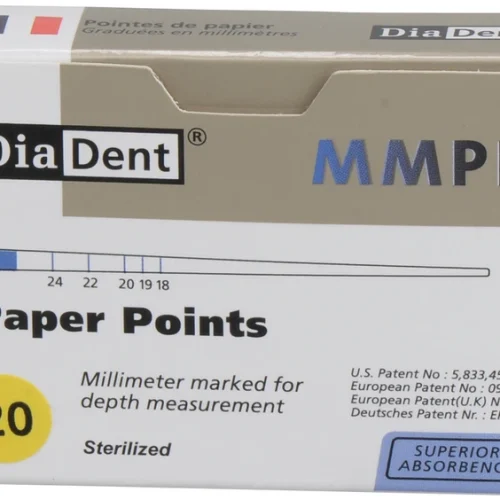 Pointes de papier
Graduées en millimètres
DiaDent
DiaDent®
MMP
24 22 20 19 18
Paper Points
Millimeter marked for
depth measurement
20
Sterilized
U.S. Patent No : 5,833,45
European Patent No : 09
European Patent(U.K) N
Deutsches Patent Nr. : E
SUPERIOR
ABSORBENC